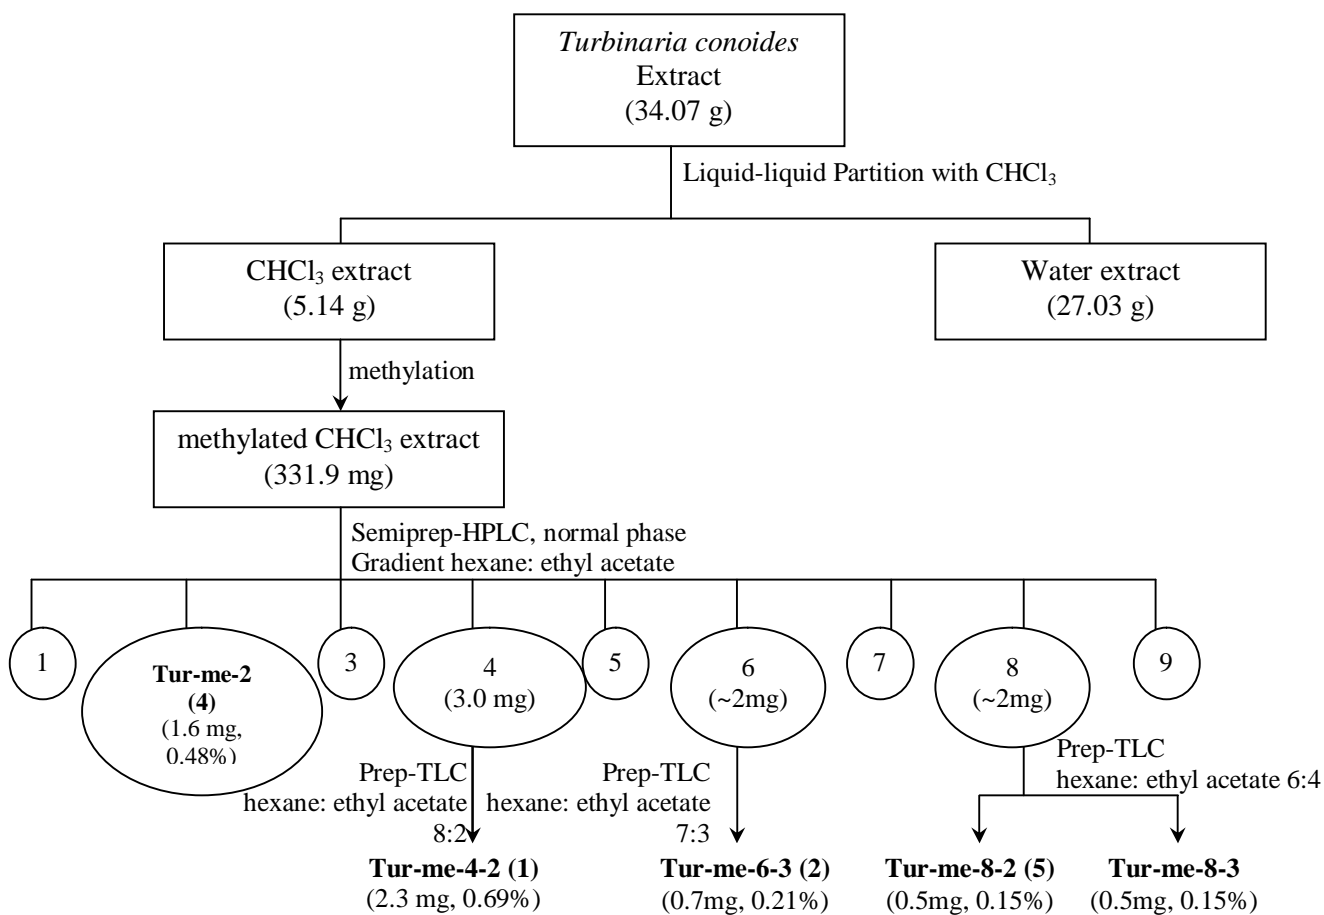 Turbinaria conoides
Extract
(34.07 g)
Liquid-liquid Partition with CHCl₃
CHCl₃ extract
(5.14 g)
Water extract
(27.03 g)
methylation
methylated CHCl₃ extract
(331.9 mg)
Semiprep-HPLC, normal phase
Gradient hexane: ethyl acetate
1
Tur-me-2
(4)
(1.6 mg,
0.48%)
3
4
(3.0 mg)
5
6
(~2mg)
7
8
(~2mg)
9
Prep-TLC
hexane: ethyl acetate
8:2
Prep-TLC
hexane: ethyl acetate
7:3
Prep-TLC
hexane: ethyl acetate 6:4
Tur-me-4-2 (1)
(2.3 mg, 0.69%)
Tur-me-6-3 (2)
(0.7mg, 0.21%)
Tur-me-8-2 (5)
(0.5mg, 0.15%)
Tur-me-8-3
(0.5mg, 0.15%)